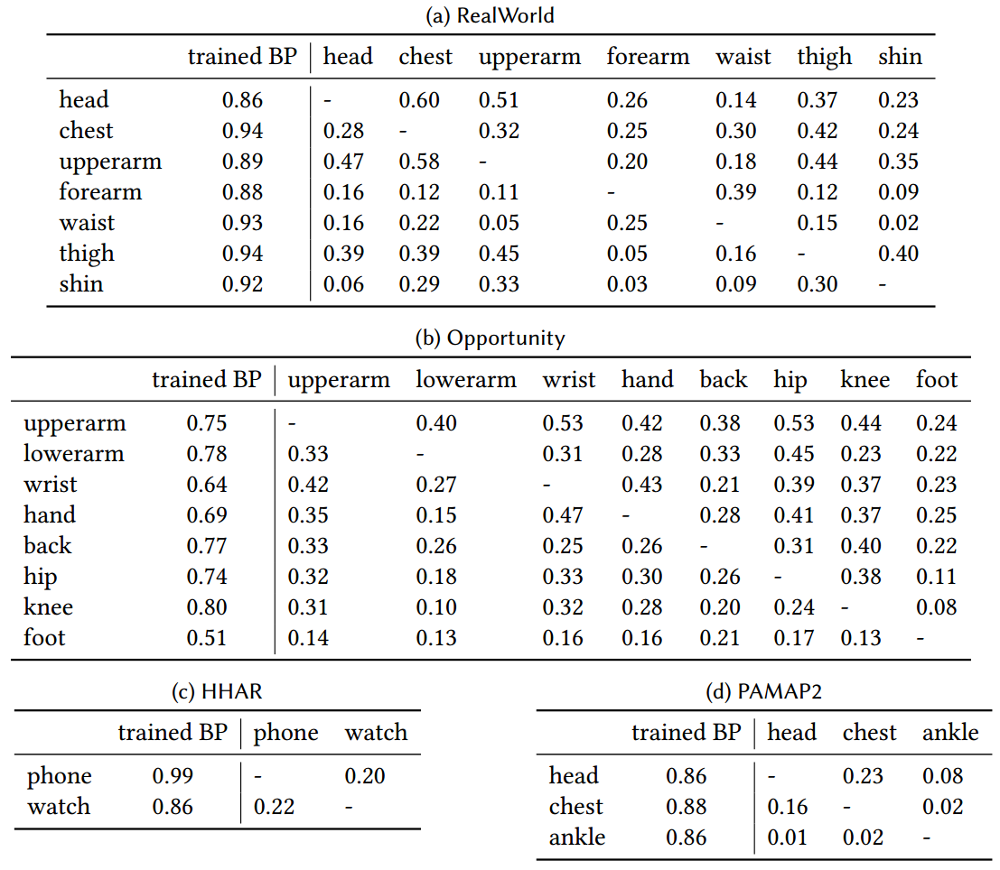 (a) RealWorld
trained BP head chest upperarm forearm waist thigh shin
head 0.86 - 0.60 0.51 0.26 0.14 0.37 0.23
chest 0.94 0.28 - 0.32 0.25 0.30 0.42 0.24
upperarm 0.89 0.47 0.58 - 0.20 0.18 0.44 0.35
forearm 0.88 0.16 0.12 0.11 - 0.39 0.12 0.09
waist 0.93 0.16 0.22 0.05 0.25 - 0.15 0.02
thigh 0.94 0.39 0.39 0.45 0.05 0.16 - 0.40
shin 0.92 0.06 0.29 0.33 0.03 0.09 0.30 -
(b) Opportunity
trained BP upperarm lowerarm wrist hand back hip knee foot
upperarm 0.75 - 0.40 0.53 0.42 0.38 0.53 0.44 0.24
lowerarm 0.78 0.33 - 0.31 0.28 0.33 0.45 0.23 0.22
wrist 0.64 0.42 0.27 - 0.43 0.21 0.39 0.37 0.23
hand 0.69 0.35 0.15 0.47 - 0.28 0.41 0.37 0.25
back 0.77 0.33 0.26 0.25 0.26 - 0.31 0.40 0.22
hip 0.74 0.32 0.18 0.33 0.30 0.26 - 0.38 0.11
knee 0.80 0.31 0.10 0.32 0.28 0.20 0.24 - 0.08
foot 0.51 0.14 0.13 0.16 0.16 0.21 0.17 0.13 -
(c) HHAR
trained BP phone watch
phone 0.99 - 0.20
watch 0.86 0.22 -
(d) PAMAP2
trained BP head chest ankle
head 0.86 - 0.23 0.08
chest 0.88 0.16 - 0.02
ankle 0.86 0.01 0.02 -